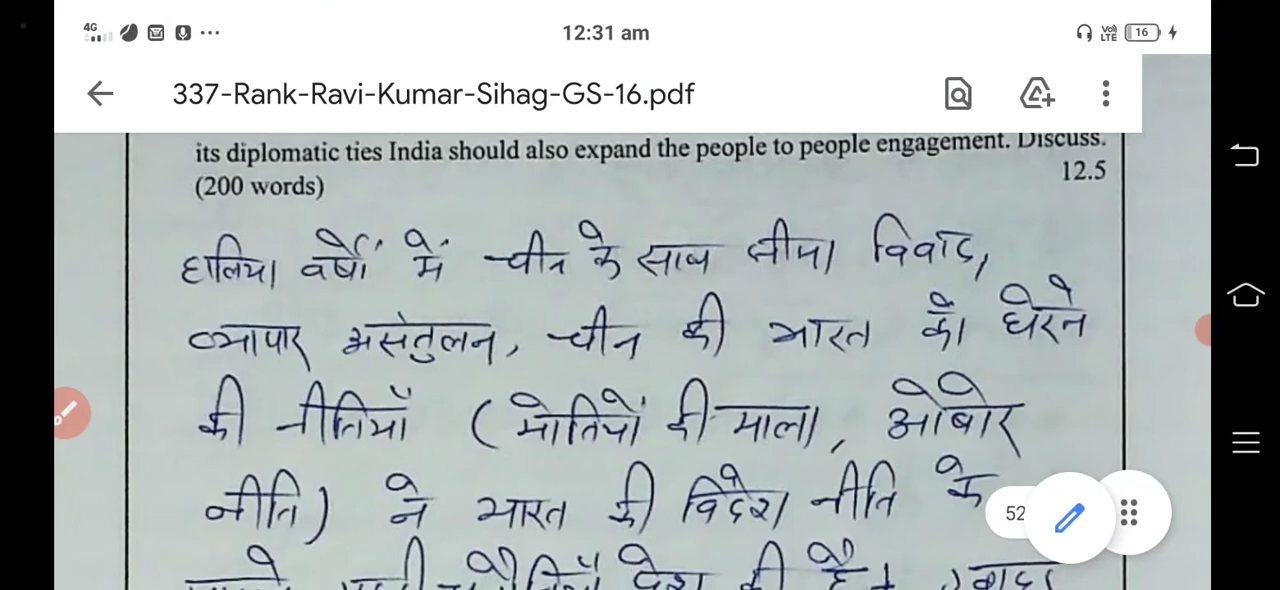 4G
12:31 am
Vo) LTE 16
337-Rank-Ravi-Kumar-Sihag-GS-16.pdf
its diplomatic ties India should also expand the people to people engagement. Discuss.
(200 words) 12.5
हालिया वर्षों में चीन के साथ सीमा विवाद,
व्यापार असंतुलन, चीन की भारत को घेरने
की नीतियाँ (मोतियों की माला, ओबोर
नीति) ने भारत की विदेश नीति के
52